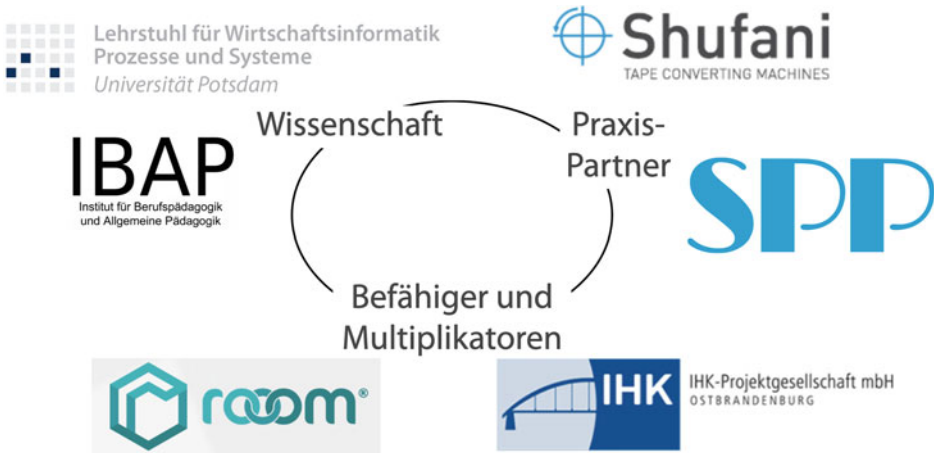 Lehrstuhl für Wirtschaftsinformatik
Prozesse und Systeme
Universität Potsdam
Shufani
TAPE CONVERTING MACHINES
Wissenschaft
Praxis-
Partner
IBAP
Institut für Berufspädagogik
und Allgemeine Pädagogik
SPP
Befähiger und
Multiplikatoren
rooom®
IHK
IHK-Projektgesellschaft mbH
OSTBRANDENBURG